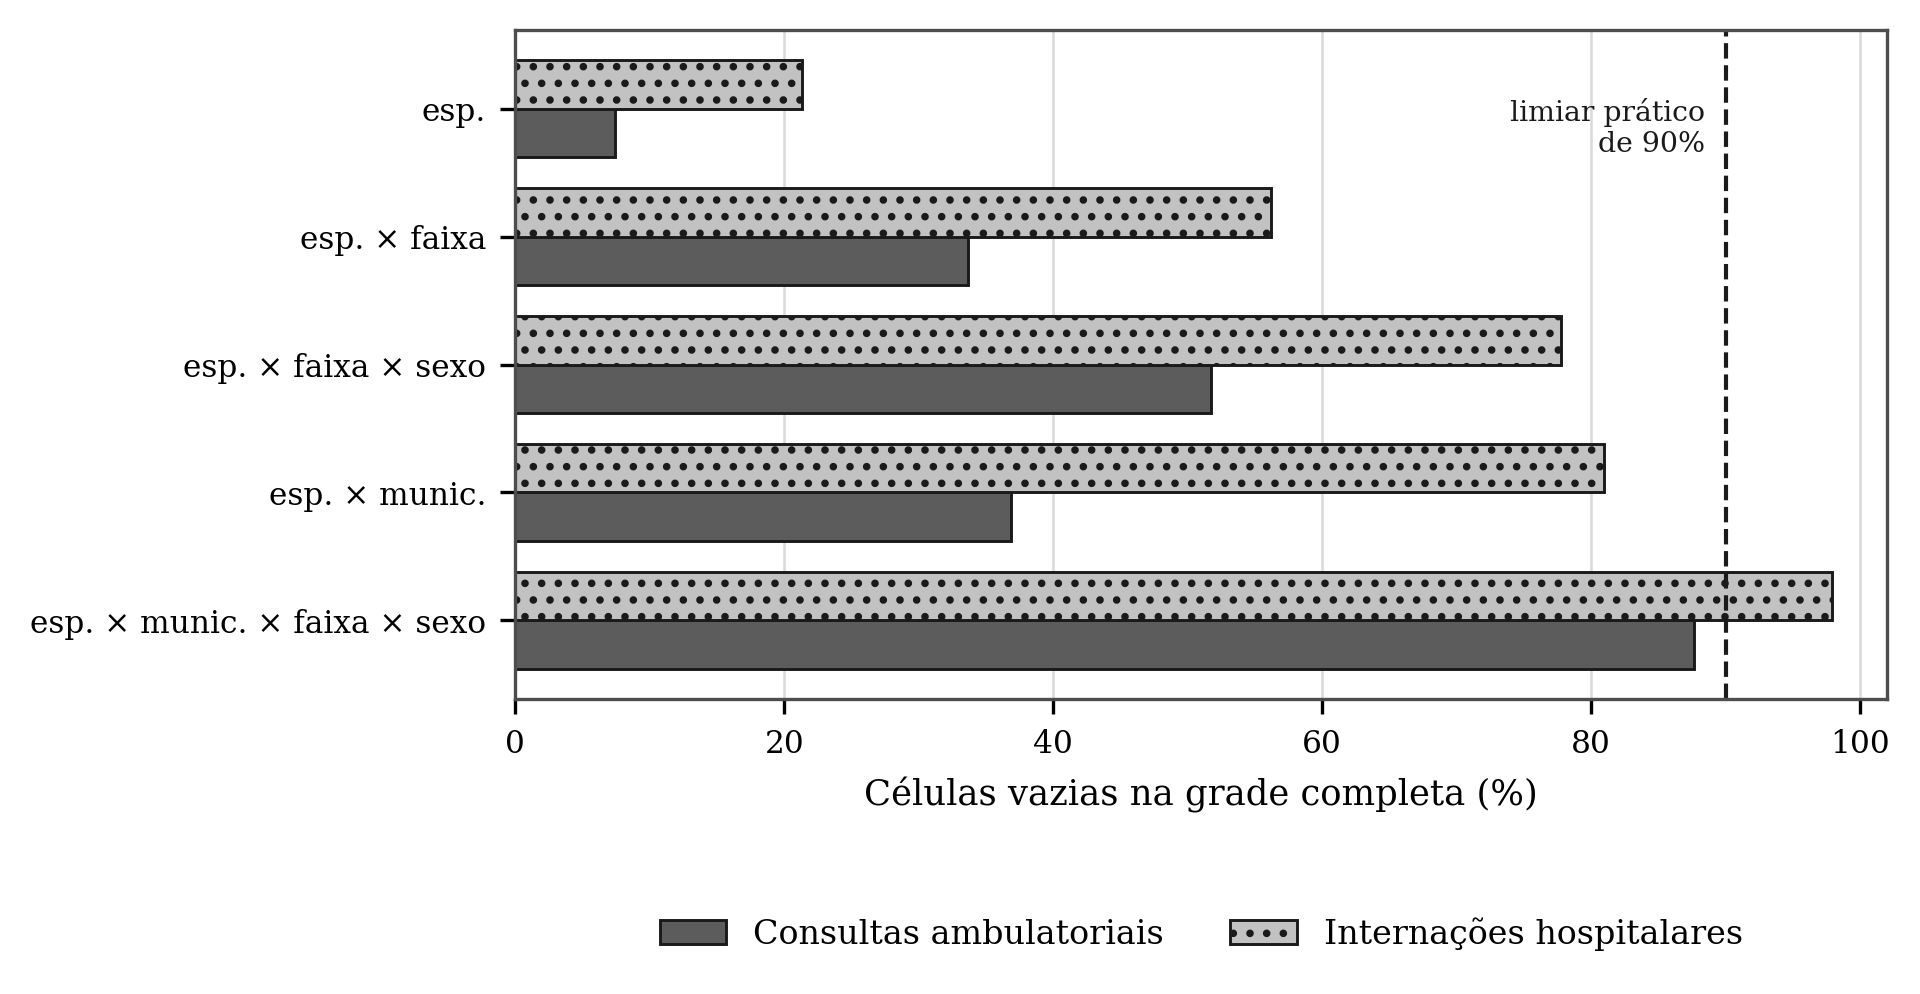 esp.
limiar prático
de 90%
esp. × faixa
esp. × faixa × sexo
esp. × munic.
esp. × munic. × faixa × sexo
0 20 40 60 80 100
Células vazias na grade completa (%)
Consultas ambulatoriais Internações hospitalares